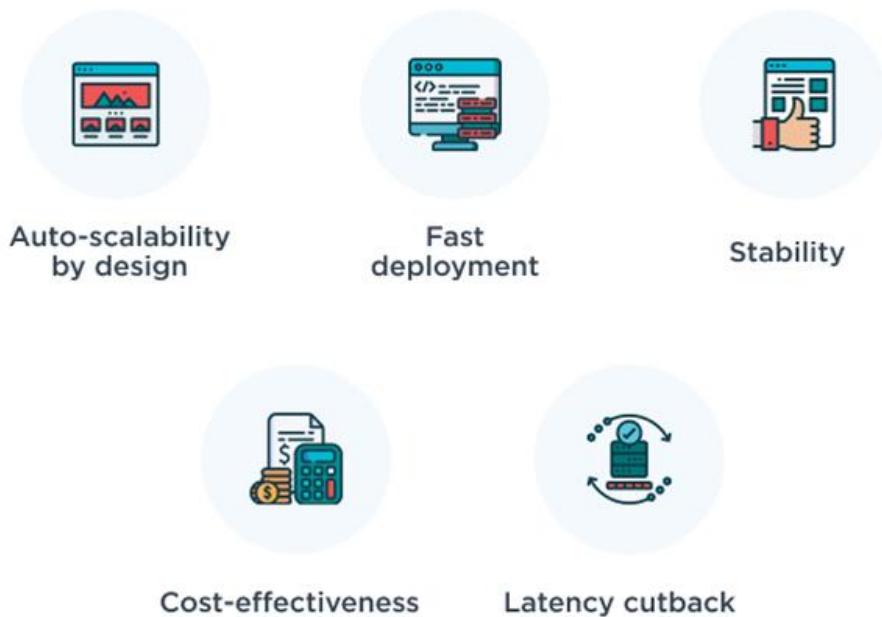 Auto-scalability
by design
Fast
deployment
Stability
</>
$
$
Cost-effectiveness
Latency cutback